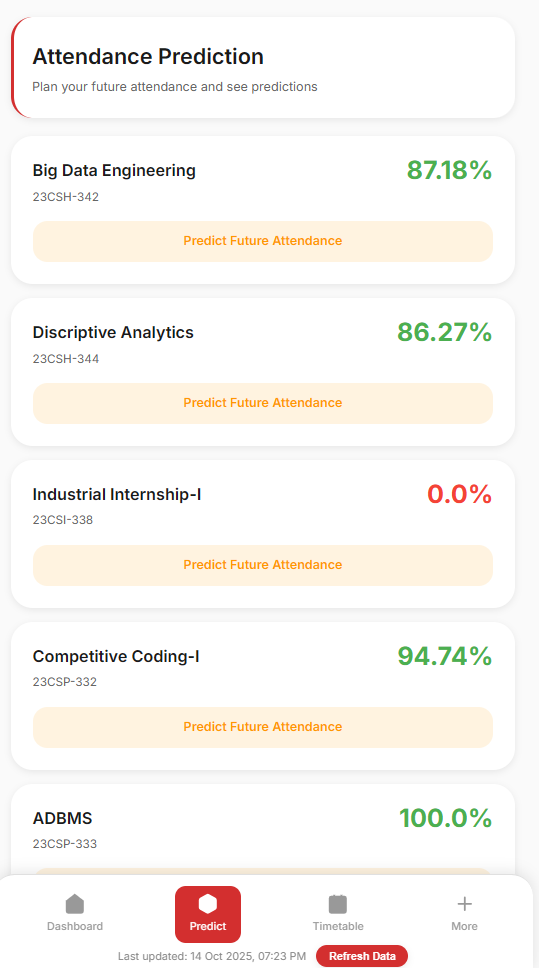 Attendance Prediction
Plan your future attendance and see predictions
Big Data Engineering
87.18%
23CSH-342
Predict Future Attendance
Discriptive Analytics
86.27%
23CSH-344
Predict Future Attendance
Industrial Internship-I
0.0%
23CSI-338
Predict Future Attendance
Competitive Coding-I
94.74%
23CSP-332
Predict Future Attendance
ADBMS
100.0%
23CSP-333
Dashboard
Predict
Timetable
More
Last updated: 14 Oct 2025, 07:23 PM
Refresh Data